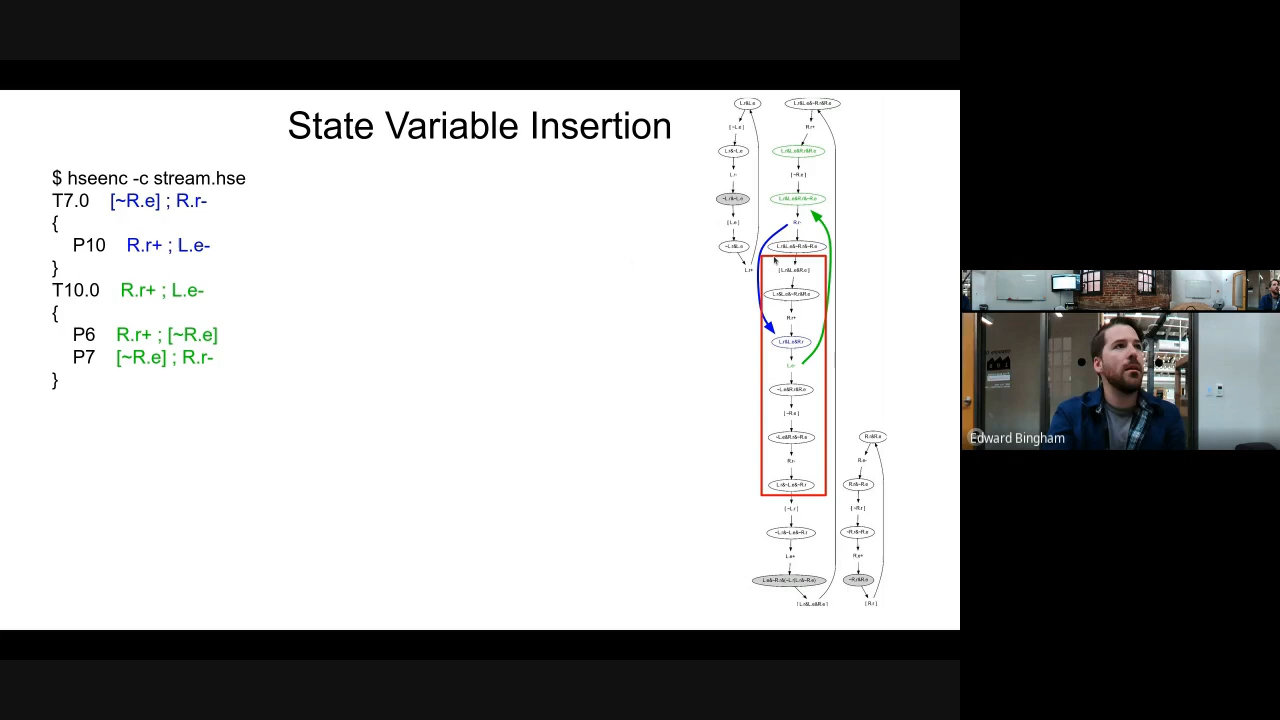 State Variable Insertion
$ hseenc -c stream.hse
T7.0 [~R.e] ; R.r-
{
P10 R.r+ ; L.e-
}
T10.0 R.r+ ; L.e-
{
P6 R.r+ ; [~R.e]
P7 [~R.e] ; R.r-
}
L.r&L.e
[~L.e]
L.r&~L.e
L.r-
~L.r&~L.e
[L.e]
~L.r&L.e
L.r+
L.r&L.e&~R.r&R.e
R.r+
L.r&L.e&R.r&R.e
[~R.e]
L.r&L.e&R.r&~R.e
R.r-
L.r&L.e&~R.r&~R.e
[L.r&L.e&R.e]
L.r&L.e&~R.r&R.e
R.r+
L.r&L.e&R.r
L.e-
~L.e&R.r&R.e
[~R.e]
~L.e&R.r&~R.e
R.r-
L.r&~L.e&~R.r
[~L.r]
~L.r&~L.e&~R.r
L.e+
[L.r&L.e&R.e]
R.r&R.e
R.e-
R.r&~R.e
[~R.r]
~R.r&~R.e
R.e+
~R.r&R.e
[R.r]
Edward Bingham